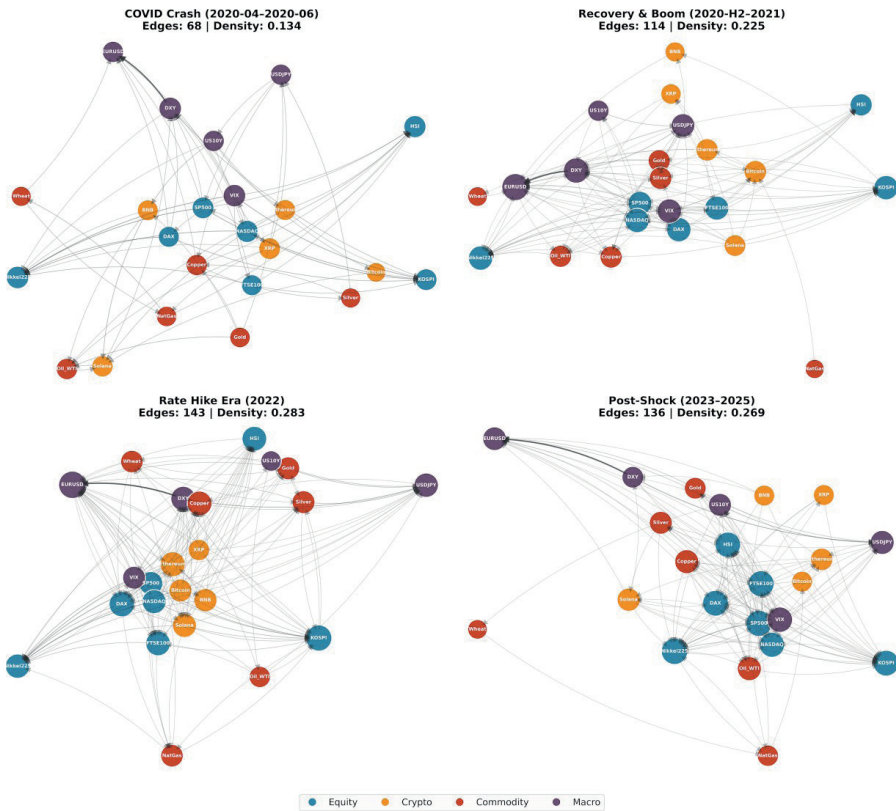 COVID Crash (2020-04–2020-06)
Edges: 68 | Density: 0.134
EURUSD
USDJPY
DXY
US10Y
HSI
Wheat
VIX
BNB
SP500
Ethereum
DAX
NASDAQ
XRP
Copper
Nikkei225
Bitcoin
KOSPI
FTSE100
Silver
NatGas
Gold
Oil_WTI
Solana
Recovery & Boom (2020-H2–2021)
Edges: 114 | Density: 0.225
BNB
XRP
HSI
US10Y
USDJPY
Ethereum
Gold
DXY
Bitcoin
Silver
EURUSD
KOSPI
Wheat
SP500
VIX
FTSE100
NASDAQ
DAX
Solana
Nikkei225
Oil_WTI
Copper
NatGas
Rate Hike Era (2022)
Edges: 143 | Density: 0.283
HSI
Wheat
US10Y
Gold
EURUSD
USDJPY
DXY
Copper
Silver
XRP
Ethereum
VIX
SP500
Bitcoin
DAX
NASDAQ
BNB
Solana
FTSE100
KOSPI
Nikkei225
Oil_WTI
NatGas
Post-Shock (2023–2025)
Edges: 136 | Density: 0.269
EURUSD
DXY
Gold
BNB
XRP
US10Y
Silver
HSI
USDJPY
Copper
Ethereum
FTSE100
Bitcoin
Solana
DAX
Wheat
SP500
VIX
NASDAQ
Nikkei225
KOSPI
Oil_WTI
NatGas
Equity Crypto Commodity Macro